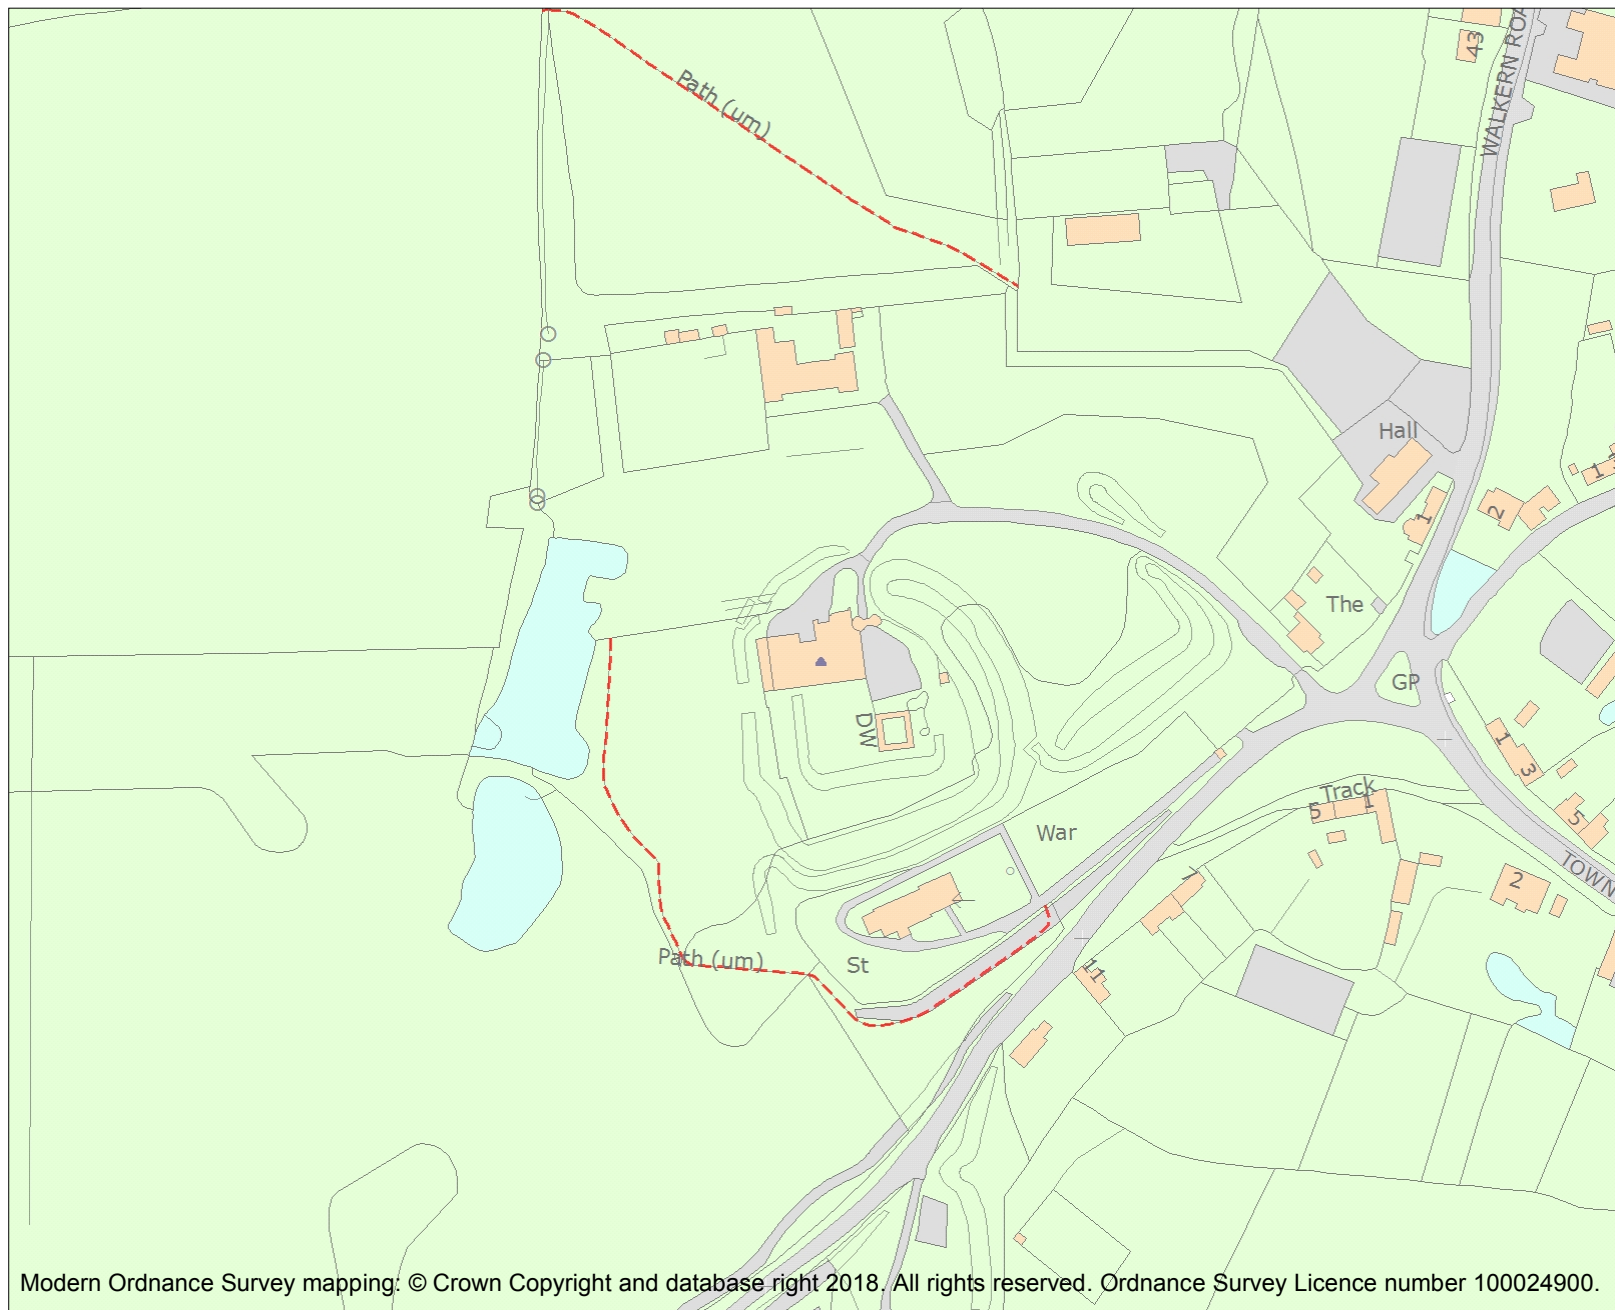 43
WALKERN ROA
Path (um)
Hall
1
1
2
The
GP
DW
1
3
Track
5
1
5
War
7
TOWN
2
Path (um)
St
11
Modern Ordnance Survey mapping: © Crown Copyright and database right 2018. All rights reserved. Ordnance Survey Licence number 100024900.